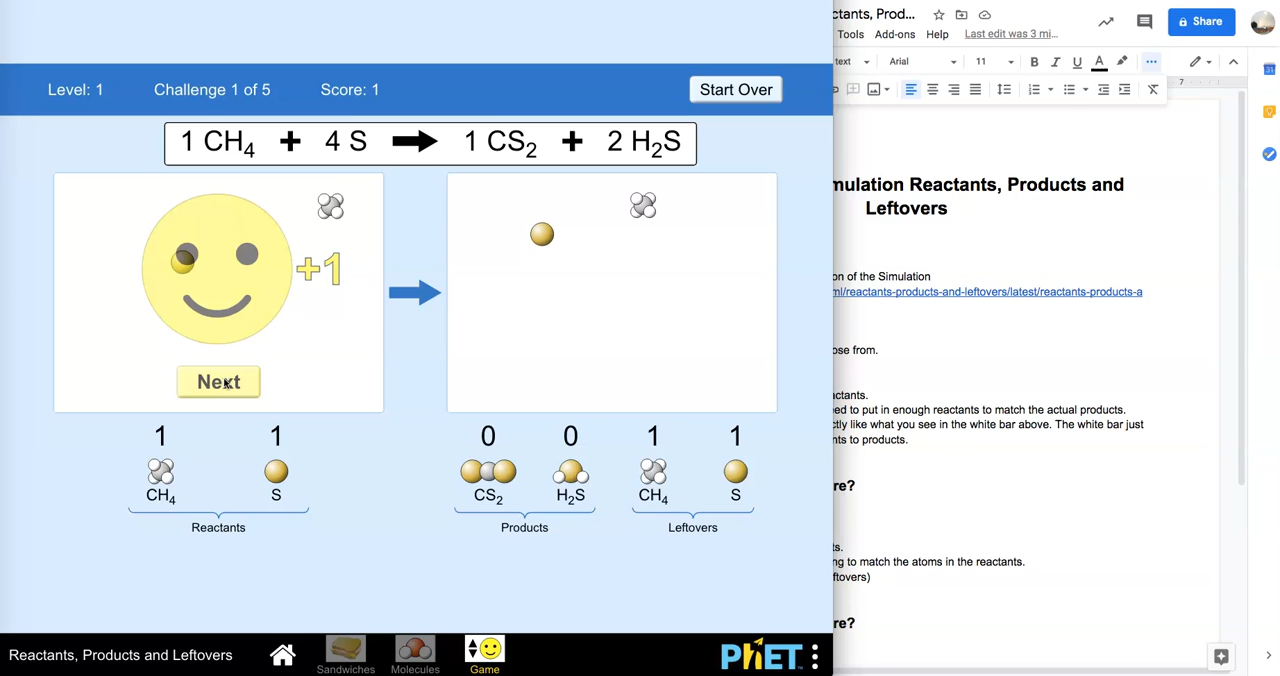 Level: 1 Challenge 1 of 5 Score: 1 Start Over
1 CH₄ + 4 S → 1 CS₂ + 2 H₂S
+1
Next
1 1 0 0 1 1
CH₄ S CS₂ H₂S CH₄ S
Reactants Products Leftovers
Reactants, Products and Leftovers
Sandwiches Molecules Game
PhET
ctants, Prod...
Share
Tools Add-ons Help Last edit was 3 mi...
text Arial 11 B I U A
7
31
mulation Reactants, Products and
Leftovers
on of the Simulation
ml/reactants-products-and-leftovers/latest/reactants-products-a
ose from.
actants.
ed to put in enough reactants to match the actual products.
ctly like what you see in the white bar above. The white bar just
nts to products.
re?
ts.
ng to match the atoms in the reactants.
ftovers)
re?